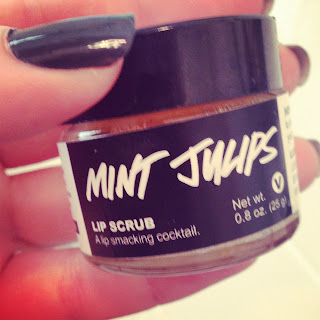 MINT JULIPS
LIP SCRUB
A lip smacking cocktail.
Net wt.
0.8 oz. (25 g)
V